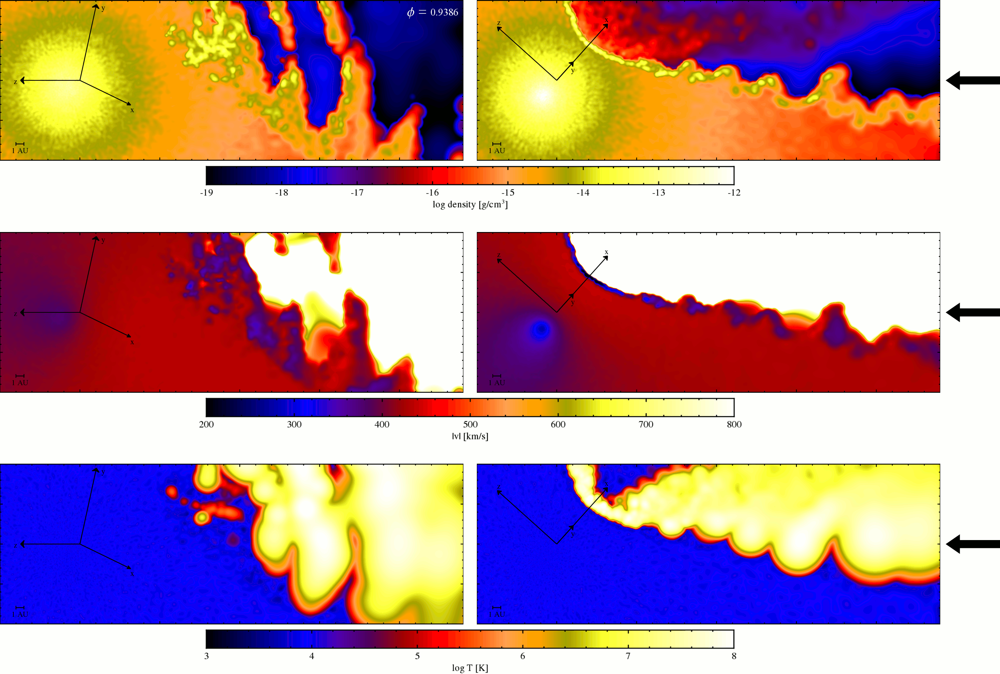 y
ϕ = 0.9386
z
x
1 AU
z
x
y
1 AU
-19 -18 -17 -16 -15 -14 -13 -12
log density [g/cm³]
y
z
x
1 AU
z
x
y
1 AU
200 300 400 500 600 700 800
|v| [km/s]
y
z
x
1 AU
z
x
y
1 AU
3 4 5 6 7 8
log T [K]